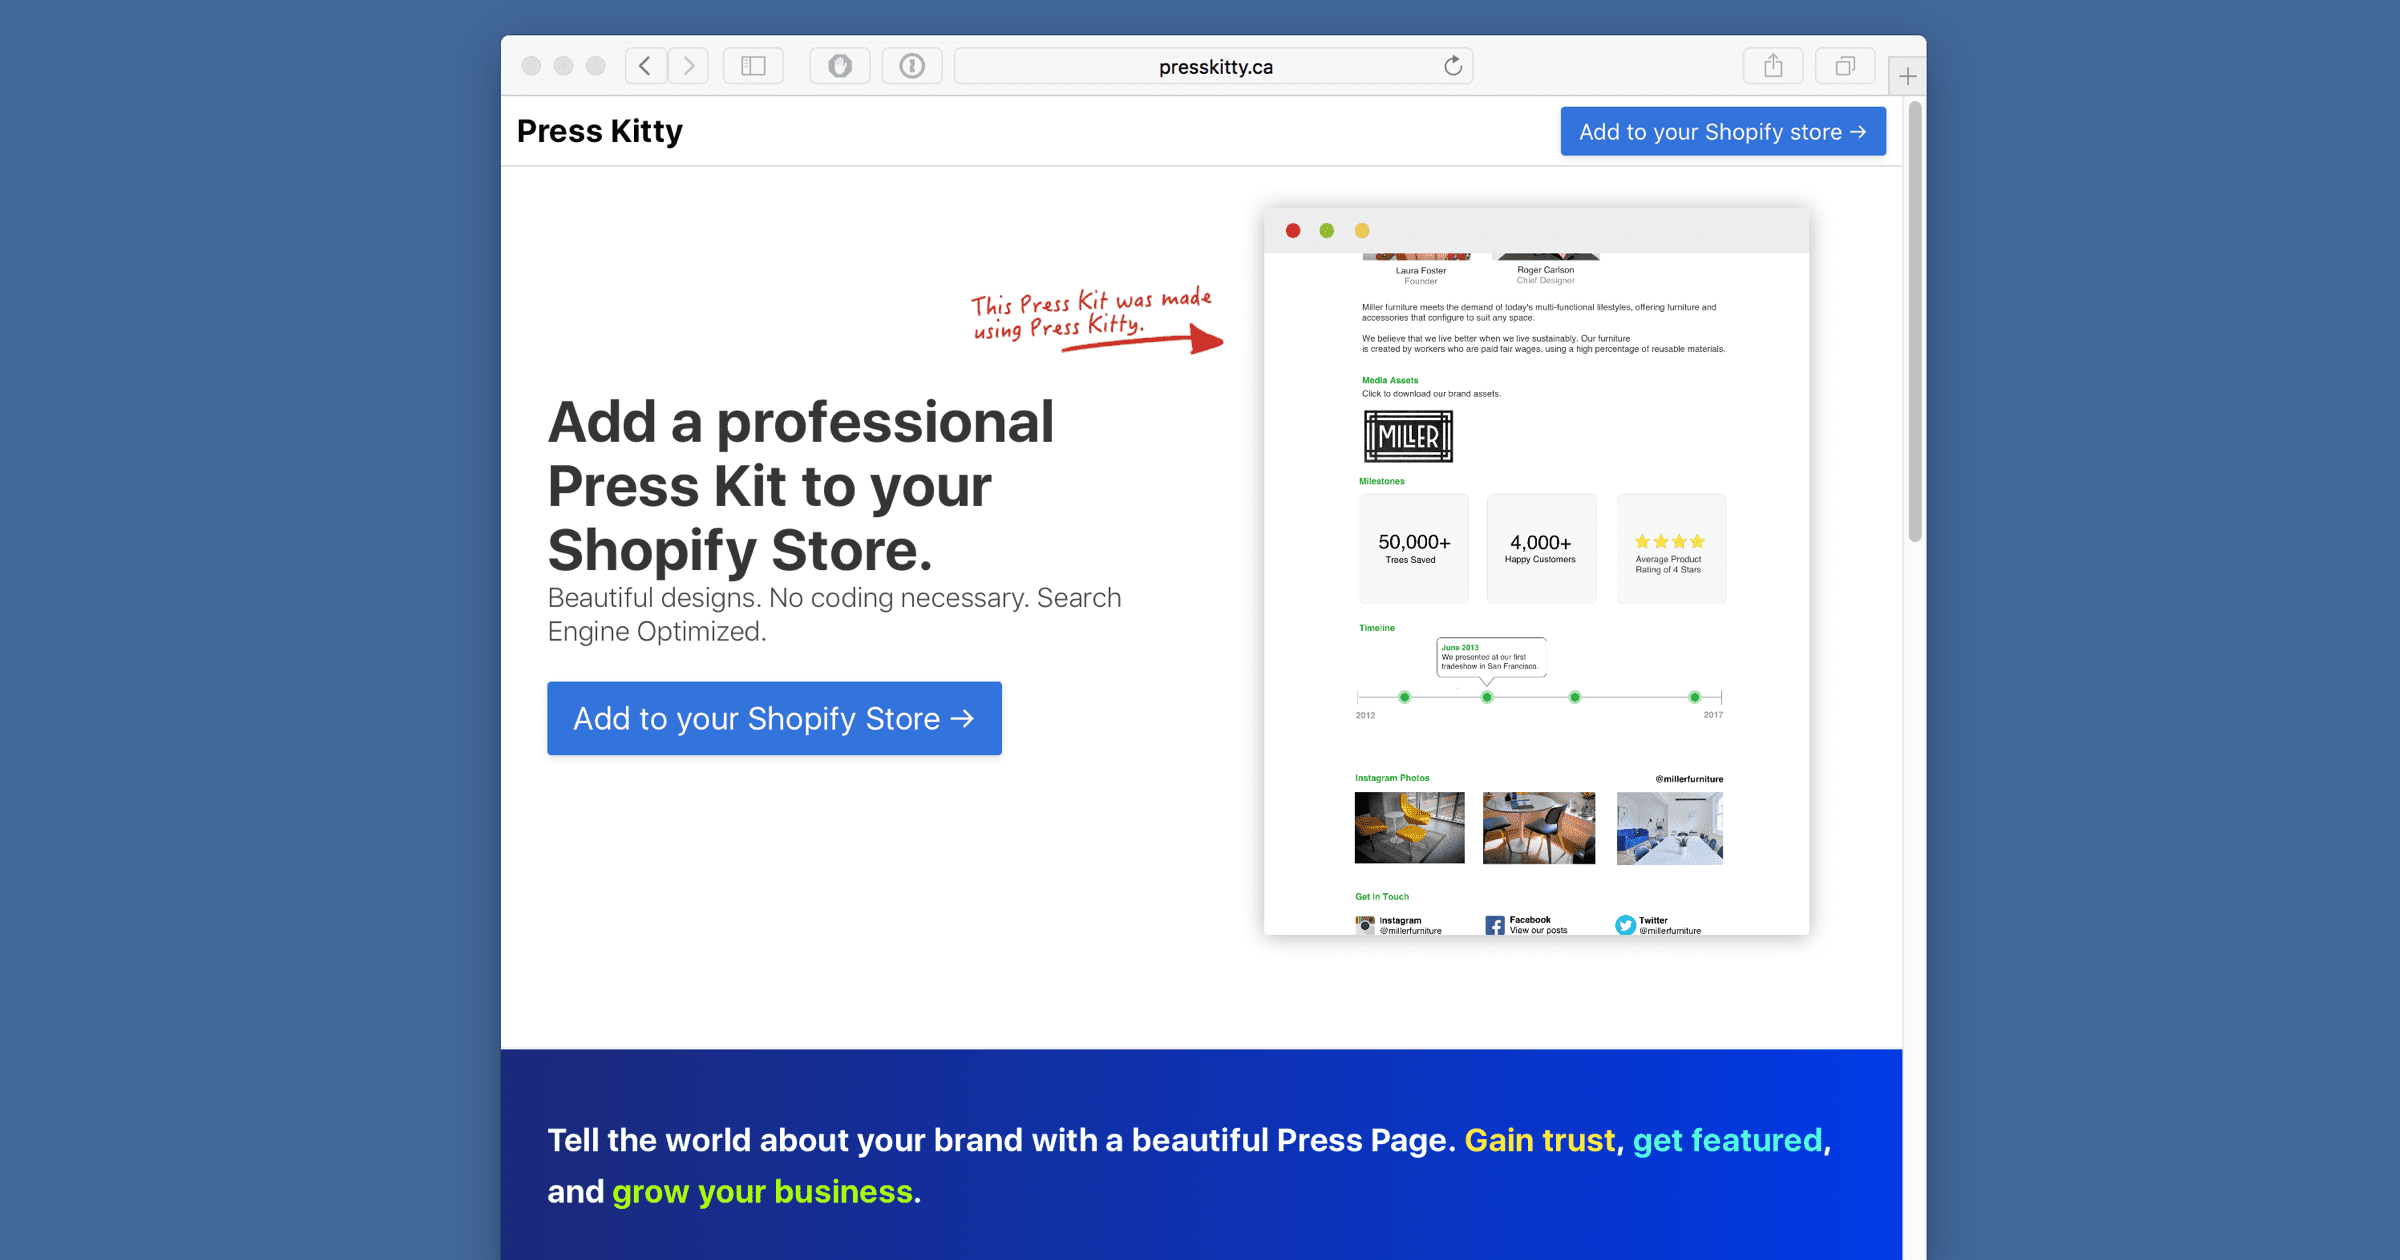 presskitty.ca
Press Kitty
Add to your Shopify store →
This Press Kit was made
using Press Kitty.
Add a professional
Press Kit to your
Shopify Store.
Beautiful designs. No coding necessary. Search
Engine Optimized.
Add to your Shopify Store →
Laura Foster
Founder
Roger Carlson
Chief Designer
Miller furniture meets the demand of today's multi-functional lifestyles, offering furniture and
accessories that configure to suit any space.
We believe that we live better when we live sustainably. Our furniture
is created by workers who are paid fair wages, using a high percentage of reusable materials.
Media Assets
Click to download our brand assets.
MILLER
Milestones
50,000+
Trees Saved
4,000+
Happy Customers
Average Product
Rating of 4 Stars
Timeline
June 2013
We presented at our first
tradeshow in San Francisco.
2012
2017
Instagram Photos
@millerfurniture
Get In Touch
Instagram
@millerfurniture
Facebook
View our posts
Twitter
@millerfurniture
Tell the world about your brand with a beautiful Press Page. Gain trust, get featured,
and grow your business.